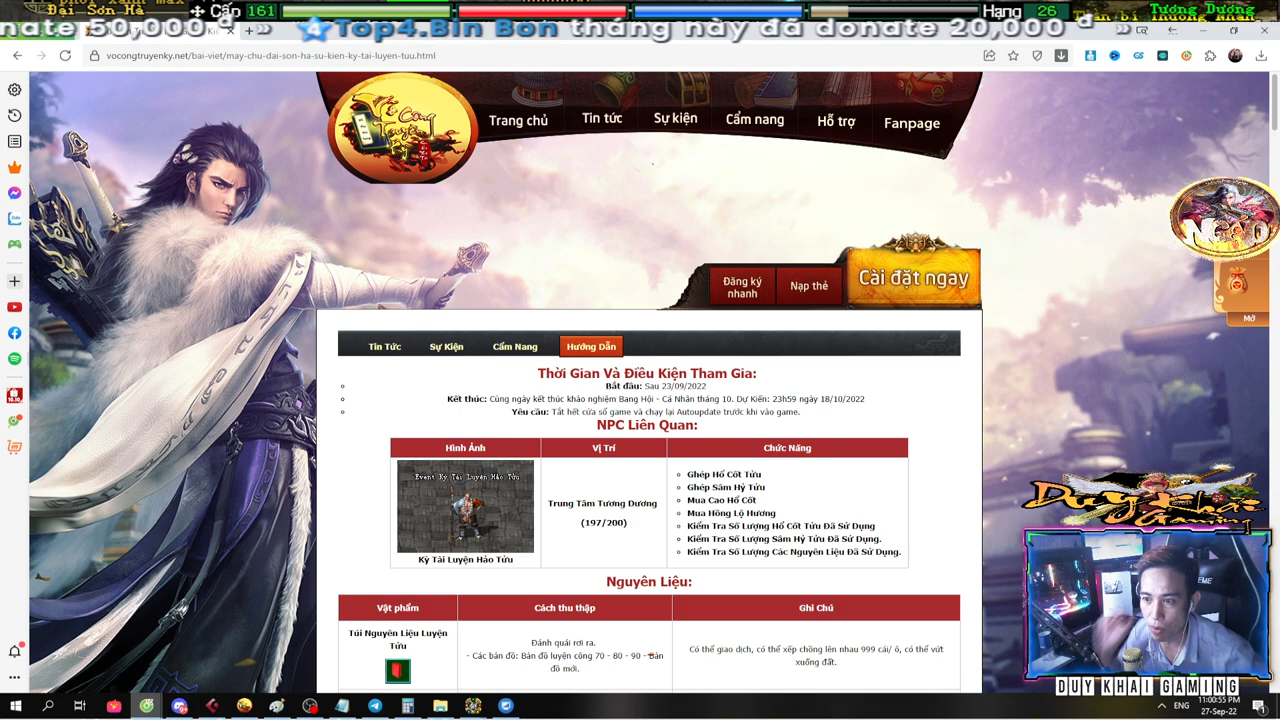 Đại Sơn Hà
Cấp 161
Hạng 26
Tương Dương
nate 50,000 đ
4 Top4.Bin Bon tháng này đã donate 20,000 đ
vocongtruyenky.net/bai-viet/may-chu-dai-son-ha-su-kien-ky-tai-luyen-tuu.html
Võ Công Truyền Kỳ
Trang chủ
Tin tức
Sự kiện
Cẩm nang
Hỗ trợ
Fanpage
NGẠO
Mở
Đăng ký nhanh
Nạp thẻ
Cài đặt ngay
Tin Tức
Sự Kiện
Cẩm Nang
Hướng Dẫn
Thời Gian Và Điều Kiện Tham Gia:
Bắt đầu: Sau 23/09/2022
Kết thúc: Cùng ngày kết thúc khảo nghiệm Bang Hội - Cá Nhân tháng 10. Dự Kiến: 23h59 ngày 18/10/2022
Yêu cầu: Tắt hết cửa sổ game và chạy lại Autoupdate trước khi vào game.
NPC Liên Quan:
Hình Ảnh
Vị Trí
Chức Năng
Event Kỳ Tài Luyện Hảo Tửu
Kỳ Tài Luyện Hảo Tửu
Trung Tâm Tương Dương
(197/200)
Ghép Hổ Cốt Tửu
Ghép Sâm Hỷ Tửu
Mua Cao Hổ Cốt
Mua Hồng Lộ Hương
Kiểm Tra Số Lượng Hổ Cốt Tửu Đã Sử Dụng
Kiểm Tra Số Lượng Sâm Hỷ Tửu Đã Sử Dụng.
Kiểm Tra Số Lượng Các Nguyên Liệu Đã Sử Dụng.
Nguyên Liệu:
Vật phẩm
Cách thu thập
Ghi Chú
Túi Nguyên Liệu Luyện
Tửu
Đánh quái rơi ra.
- Các bản đồ: Bản đồ luyện công 70 - 80 - 90 - Bản
đồ mới.
Có thể giao dịch, có thể xếp chồng lên nhau 999 cái/ ô, có thể vứt
xuống đất.
Duy Khải
Gaming
DUY KHAI GAMING
ENG
11:00:55 PM
27-Sep-22